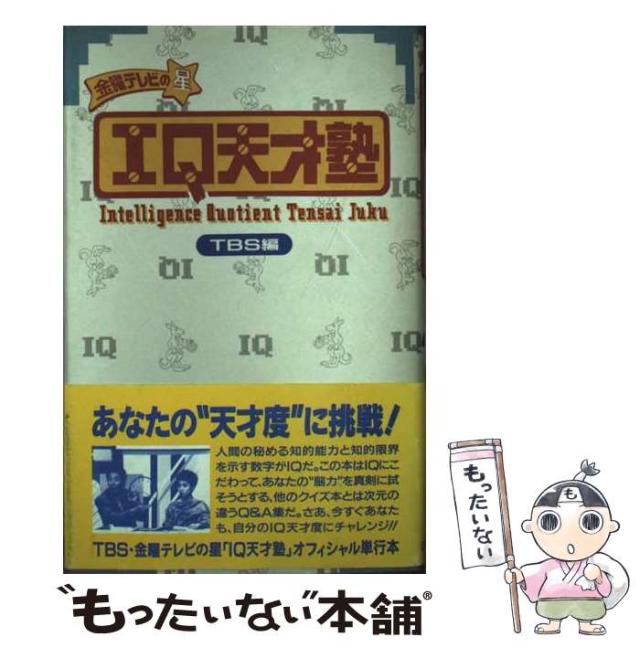 金曜テレビの星
IQ天才塾
Intelligence Quotient Tensai Juku
TBS編
IQ
IQ
IQ
IQ
IQ
IQ
IQ
IQ
あなたの"天才度"に挑戦!
人間の秘める知的能力と知的限界
を示す数字がIQだ。この本はIQにこ
だわって、あなたの"脳力"を真剣に試
そうとする、他のクイズ本とは次元の
違うQ&A集だ。さあ、今すぐあなた
も、自分のIQ天才度にチャレンジ!!
TBS・金曜テレビの星「IQ天才塾」オフィシャル単行本
もったいない
も
"もったいない"本舗®